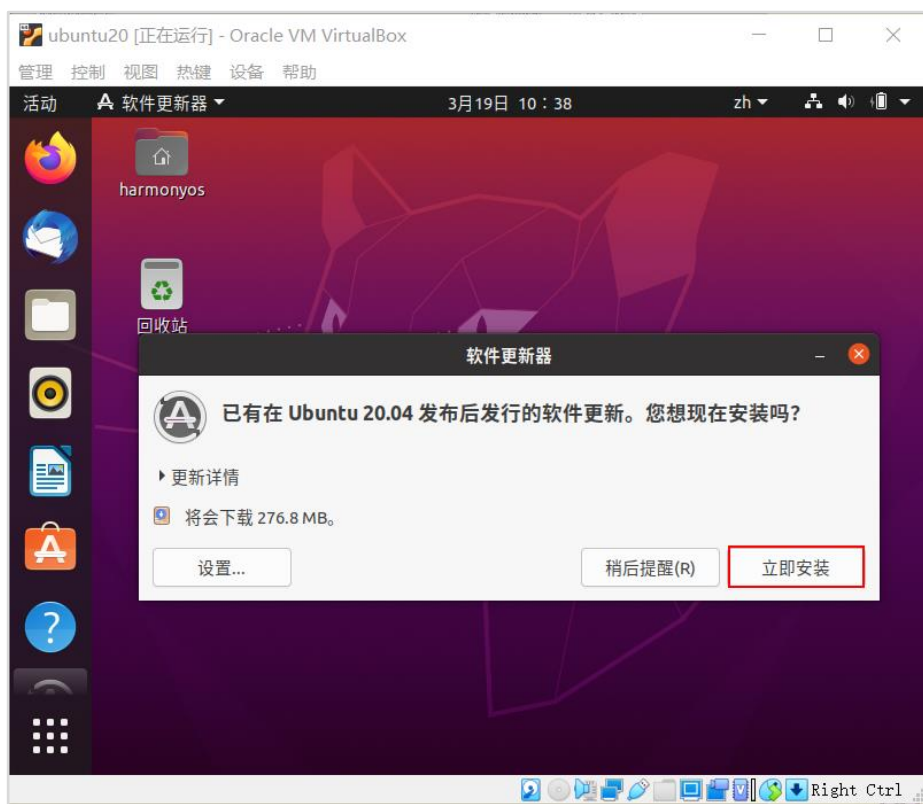 ubuntu20 [正在运行] - Oracle VM VirtualBox
管理 控制 视图 热键 设备 帮助
活动 软件更新器 3月19日 10：38 zh
harmonyos
回收站
软件更新器
已有在 Ubuntu 20.04 发布后发行的软件更新。您想现在安装吗?
更新详情
将会下载 276.8 MB。
设置... 稍后提醒(R) 立即安装
Right Ctrl